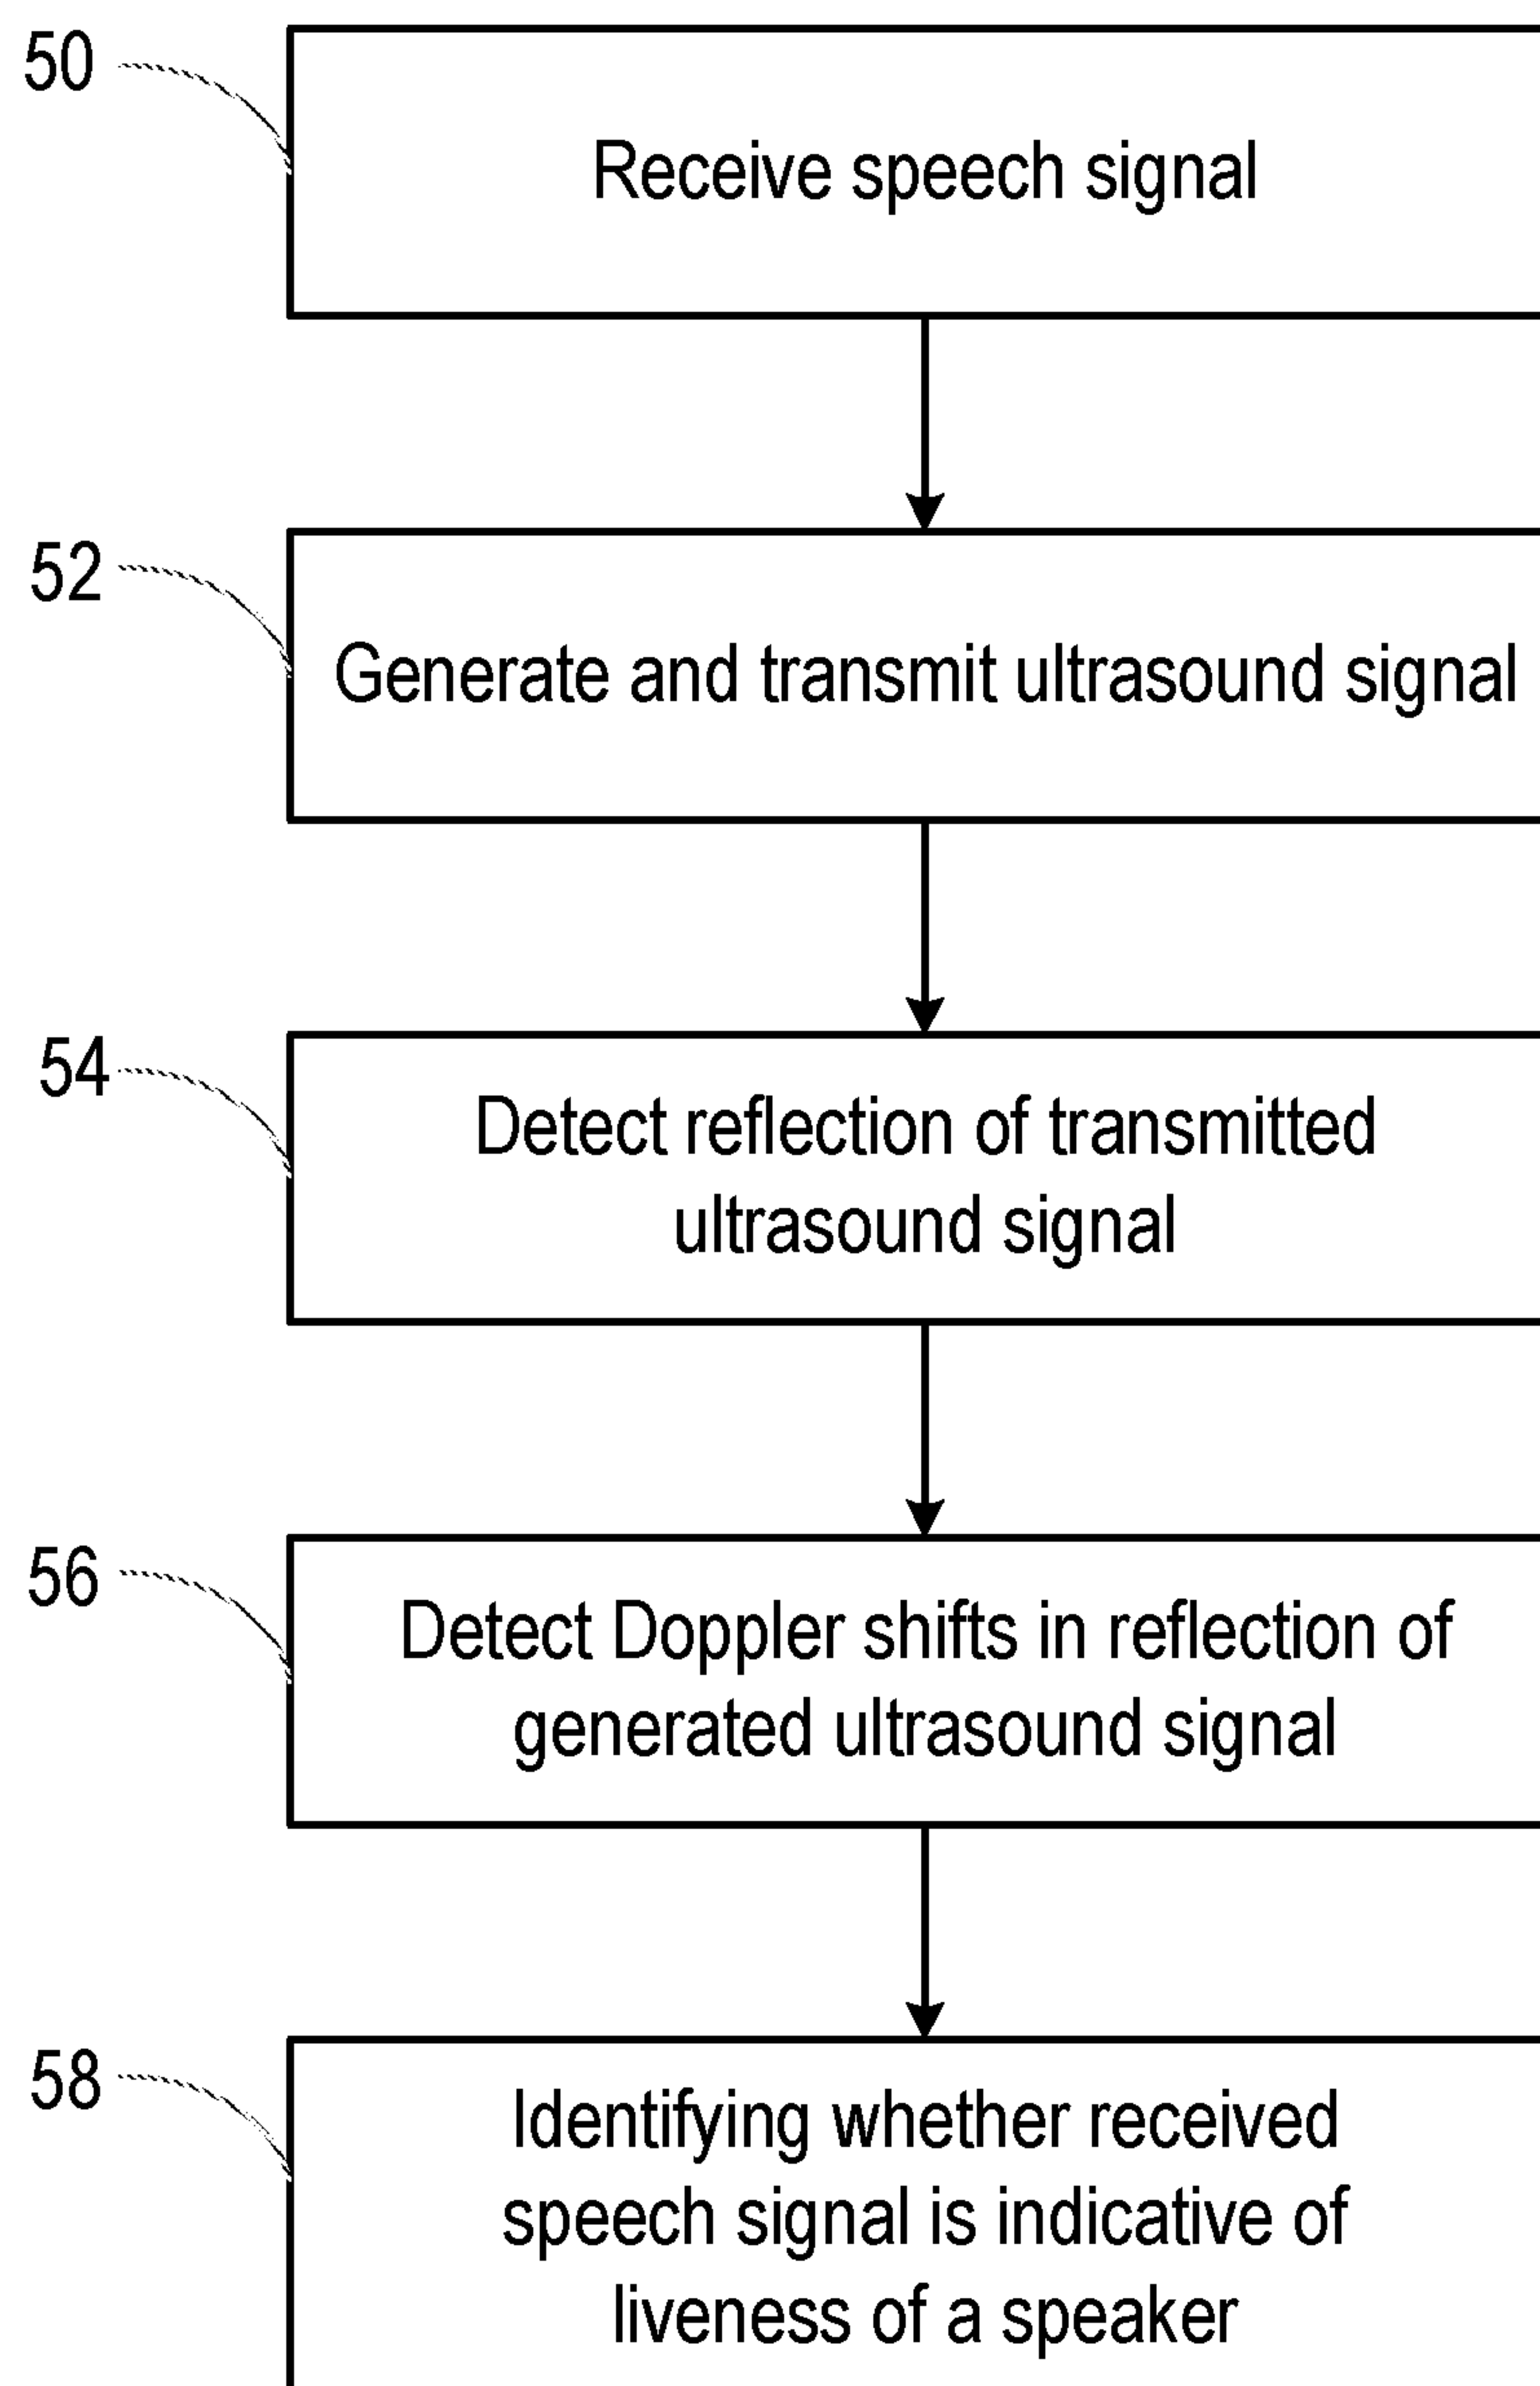 50
Receive speech signal
52
Generate and transmit ultrasound signal
54
Detect reflection of transmitted
ultrasound signal
56
Detect Doppler shifts in reflection of
generated ultrasound signal
58
Identifying whether received
speech signal is indicative of
liveness of a speaker